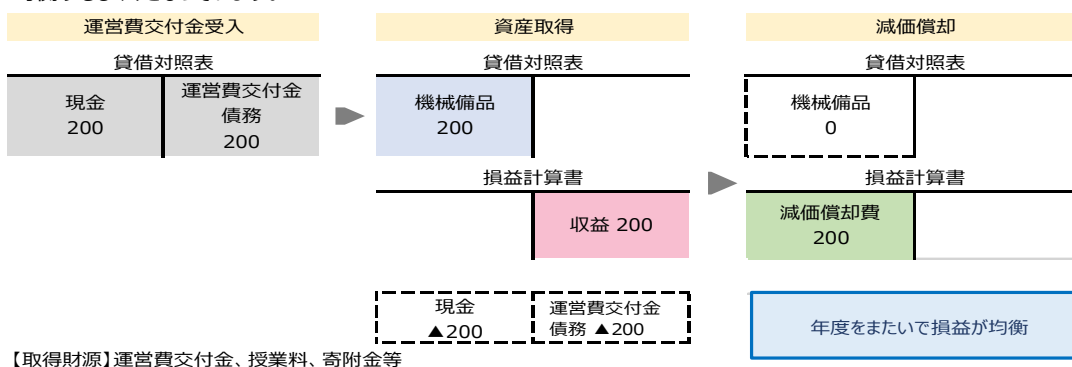 運営費交付金受入
資産取得
減価償却
貸借対照表
貸借対照表
貸借対照表
現金
200
運営費交付金
債務
200
機械備品
200
機械備品
0
損益計算書
損益計算書
収益 200
減価償却費
200
現金
▲200
運営費交付金
債務 ▲200
年度をまたいで損益が均衡
【取得財源】運営費交付金、授業料、寄附金等